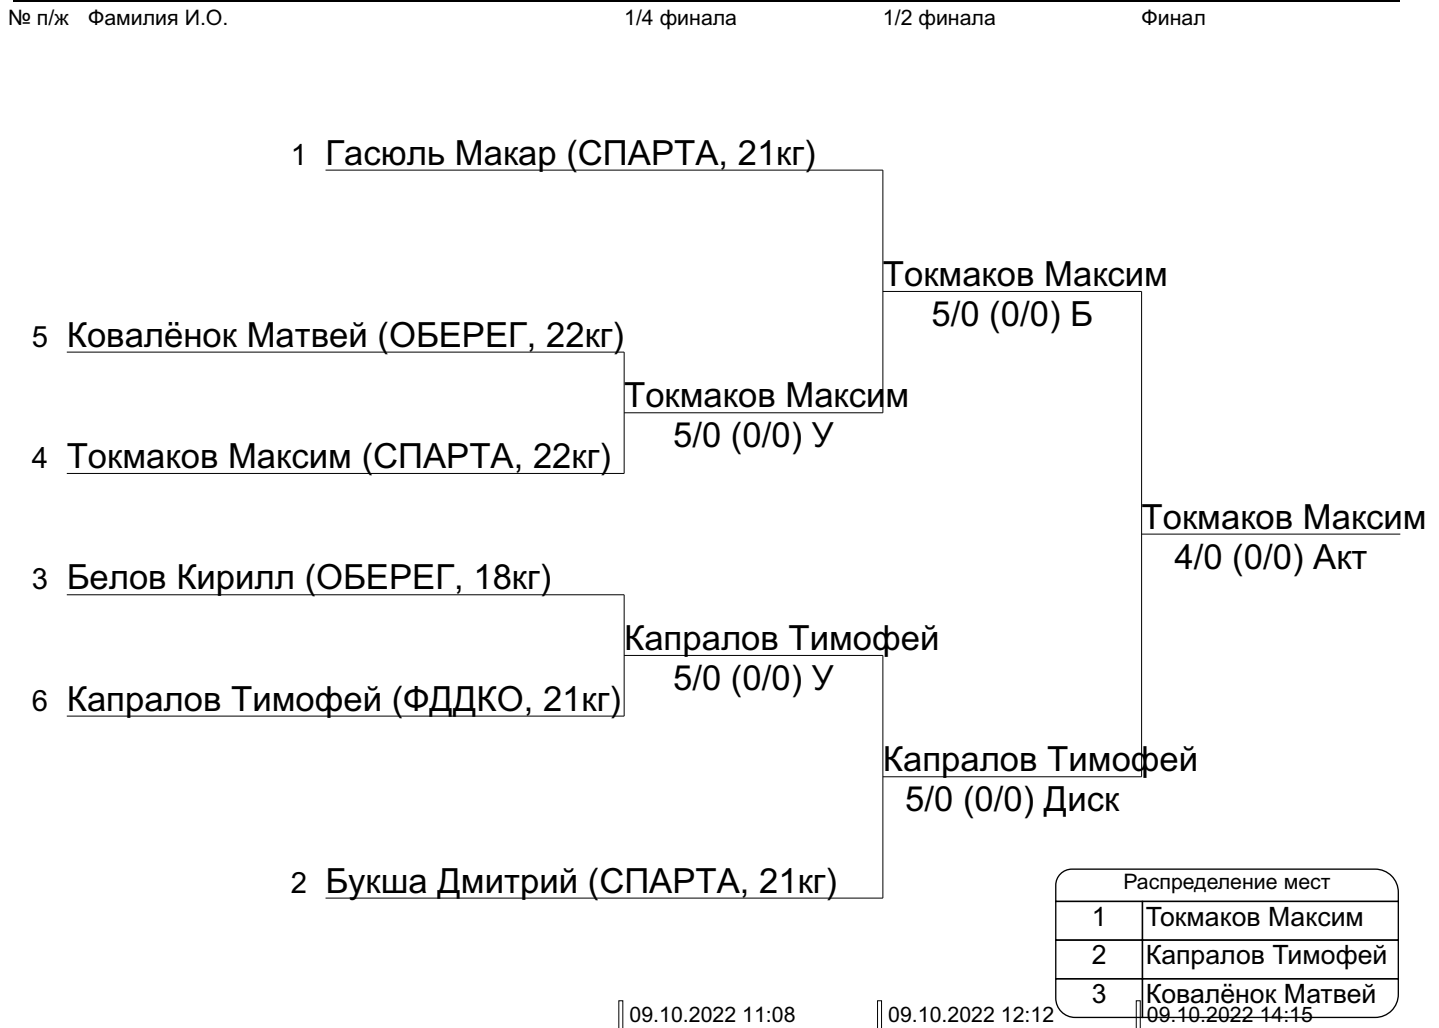 № п/ж Фамилия И.О. 1/4 финала 1/2 финала Финал
1 Гасюль Макар (СПАРТА, 21кг)
Токмаков Максим
5/0 (0/0) Б
5 Ковалёнок Матвей (ОБЕРЕГ, 22кг)
Токмаков Максим
5/0 (0/0) У
4 Токмаков Максим (СПАРТА, 22кг)
Токмаков Максим
4/0 (0/0) Акт
3 Белов Кирилл (ОБЕРЕГ, 18кг)
Капралов Тимофей
5/0 (0/0) У
6 Капралов Тимофей (ФДДКО, 21кг)
Капралов Тимофей
5/0 (0/0) Диск
2 Букша Дмитрий (СПАРТА, 21кг)
Распределение мест
1 Токмаков Максим
2 Капралов Тимофей
3 Ковалёнок Матвей
09.10.2022 11:08 09.10.2022 12:12 09.10.2022 14:15